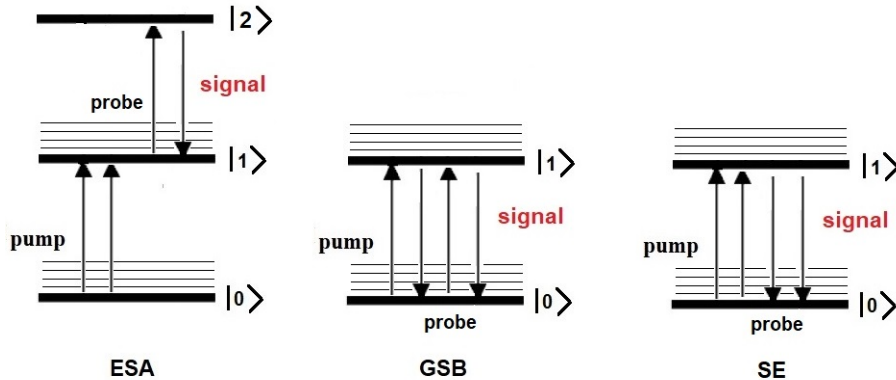 |2>
signal
probe
|1>
pump
|0>
ESA
|1>
signal
pump
|0>
probe
GSB
|1
signal
pump
|0>
probe
SE